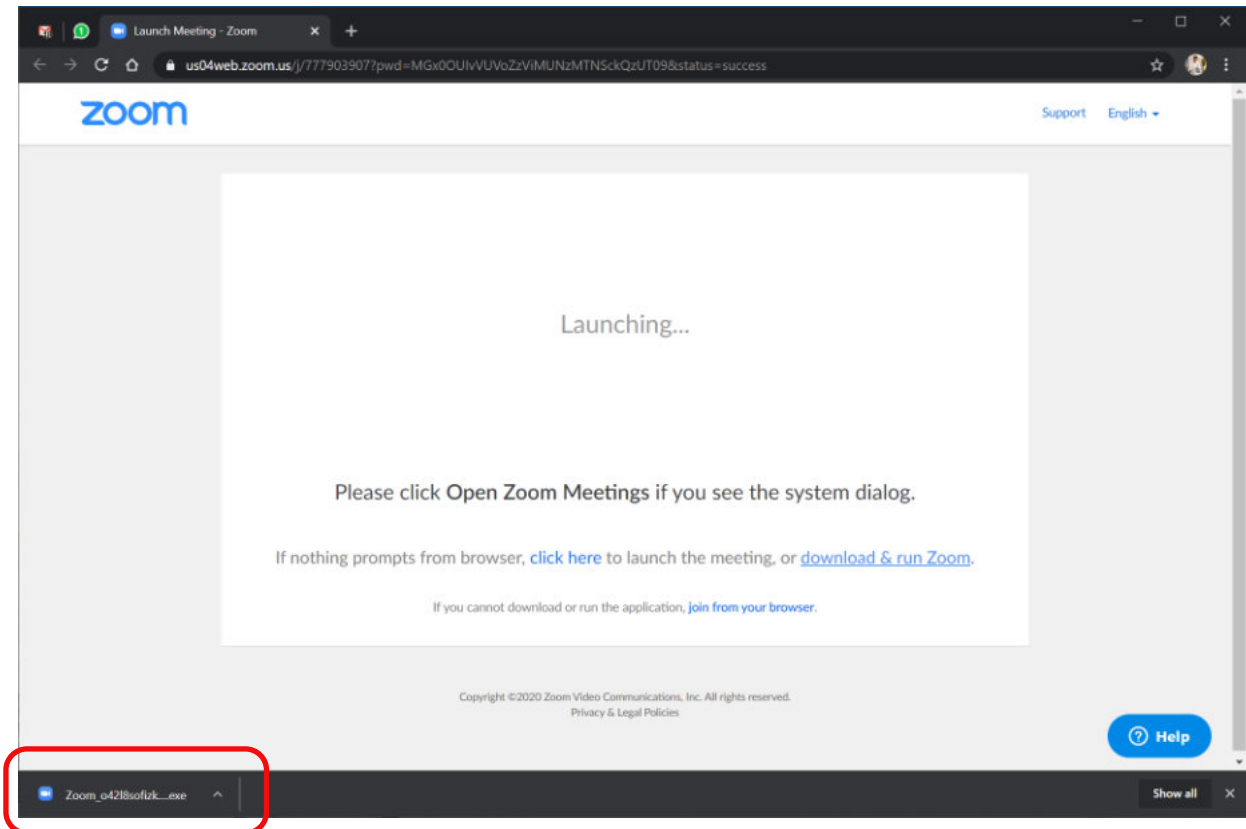 Launch Meeting - Zoom
us04web.zoom.us/j/777903907?pwd=MGx0OUlvVUVoZzViMUNzMTNSckQzUT09&status=success
zoom
Support English
Launching...
Please click Open Zoom Meetings if you see the system dialog.
If nothing prompts from browser, click here to launch the meeting, or download & run Zoom.
If you cannot download or run the application, join from your browser.
Copyright ©2020 Zoom Video Communications, Inc. All rights reserved.
Privacy & Legal Policies
Help
Zoom_o42l8sofizk....exe
Show all